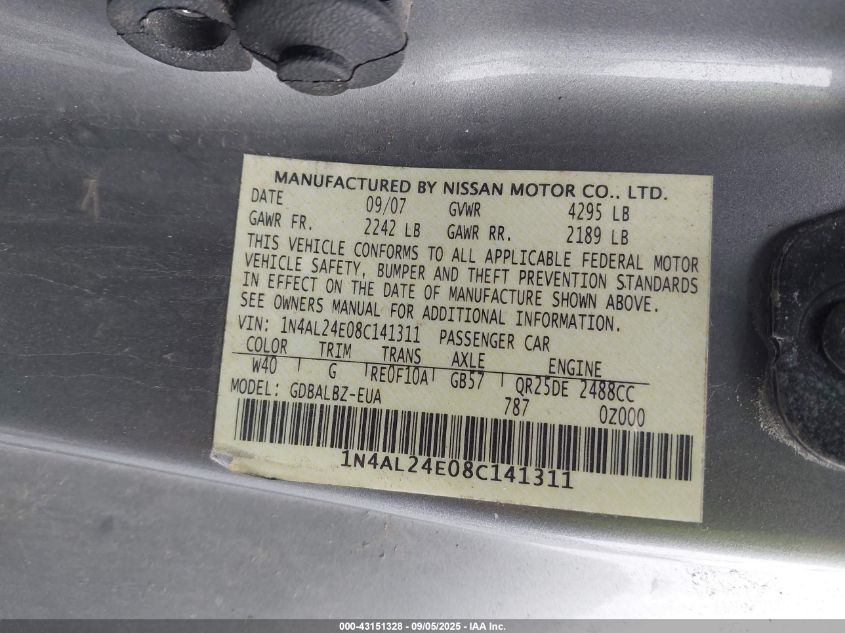 MANUFACTURED BY NISSAN MOTOR CO., LTD.
DATE 09/07 GVWR 4295 LB
GAWR FR. 2242 LB GAWR RR. 2189 LB
THIS VEHICLE CONFORMS TO ALL APPLICABLE FEDERAL MOTOR
VEHICLE SAFETY, BUMPER AND THEFT PREVENTION STANDARDS
IN EFFECT ON THE DATE OF MANUFACTURE SHOWN ABOVE.
SEE OWNERS MANUAL FOR ADDITIONAL INFORMATION.
VIN: 1N4AL24E08C141311 PASSENGER CAR
COLOR TRIM TRANS AXLE ENGINE
W40 G RE0F10A GB57 QR25DE 2488CC
MODEL: GDBALBZ-EUA 787 0Z000
1N4AL24E08C141311
000-43151328 - 09/05/2025 - IAA Inc.